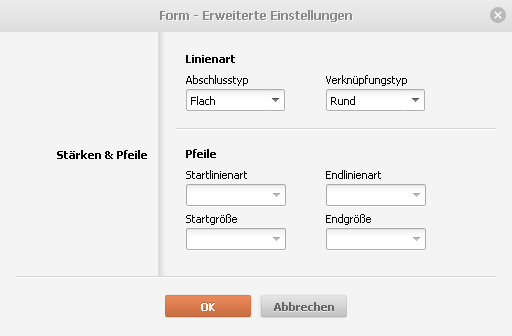 Form - Erweiterte Einstellungen
Stärken & Pfeile
Linienart
Abschlusstyp Verknüpfungstyp
Flach Rund
Pfeile
Startlinienart Endlinienart
Startgröße Endgröße
OK Abbrechen